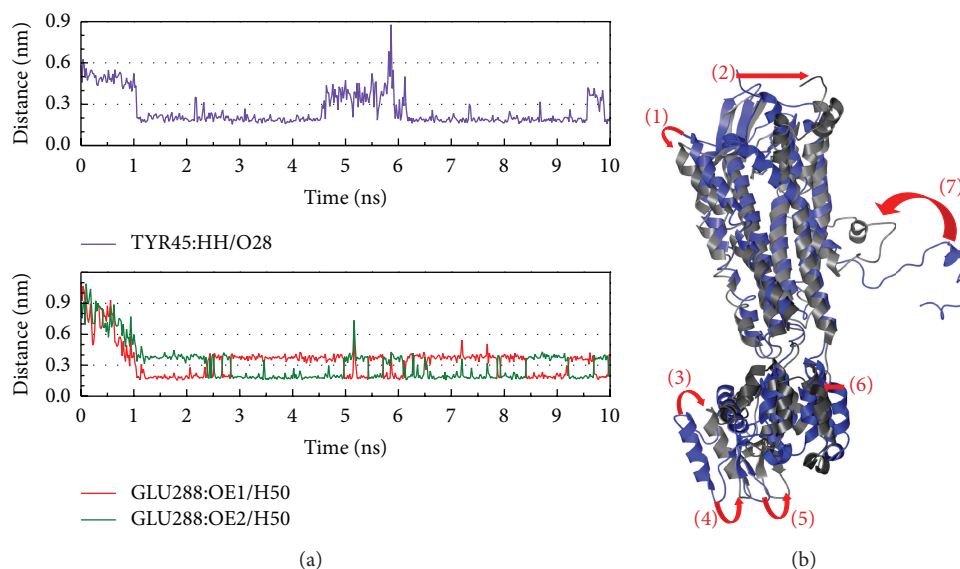 0.9
0.6
0.3
0.0
Distance (nm)
0 1 2 3 4 5 6 7 8 9 10
Time (ns)
TYR45:HH/O28
0.9
0.6
0.3
0.0
Distance (nm)
0 1 2 3 4 5 6 7 8 9 10
Time (ns)
GLU288:OE1/H50
GLU288:OE2/H50
(a)
(2)
(1)
(7)
(3)
(6)
(4)
(5)
(b)